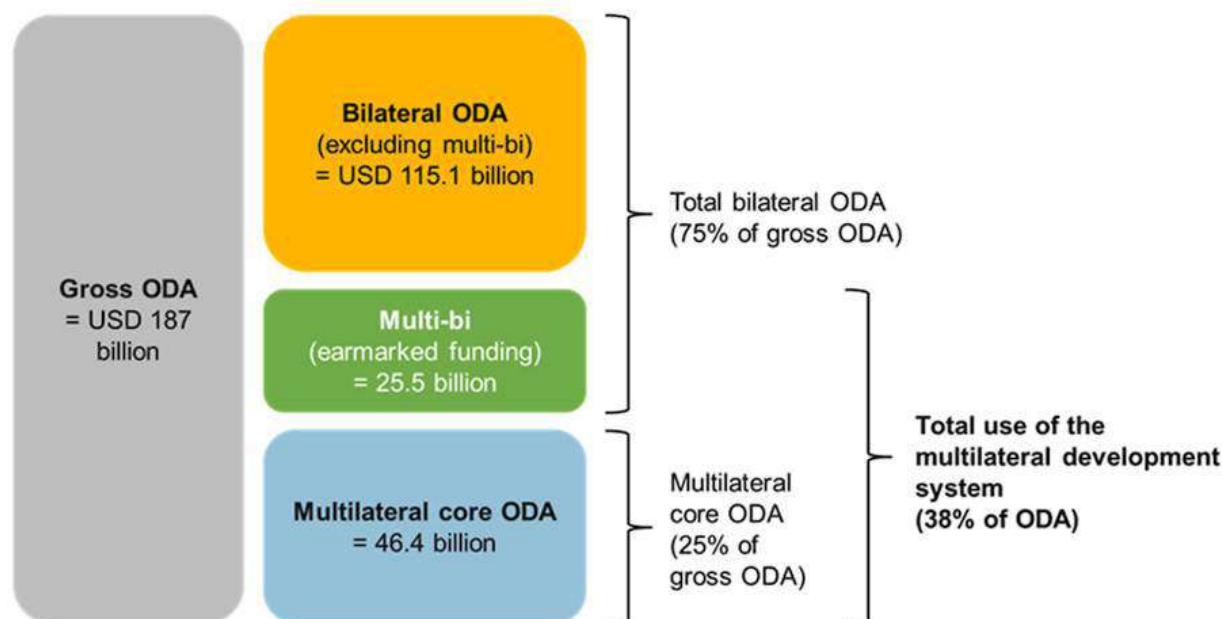 Gross ODA
= USD 187
billion
Bilateral ODA
(excluding multi-bi)
= USD 115.1 billion
Multi-bi
(earmarked funding)
= 25.5 billion
Multilateral core ODA
= 46.4 billion
Total bilateral ODA
(75% of gross ODA)
Multilateral
core ODA
(25% of
gross ODA)
Total use of the
multilateral development
system
(38% of ODA)